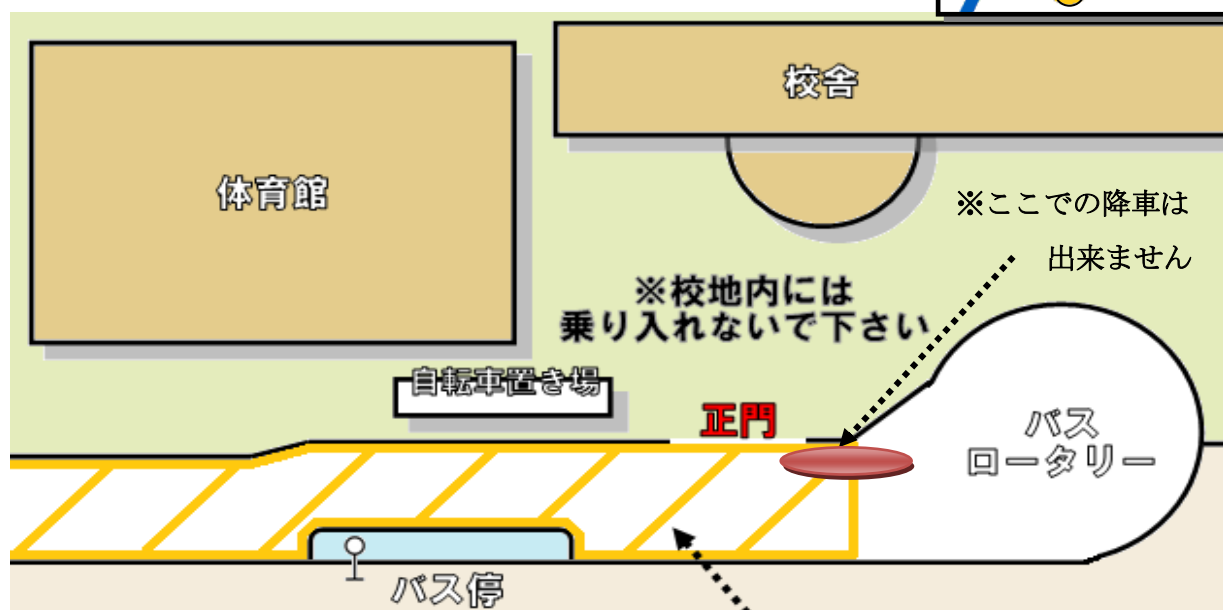 校舎
体育館
※ここでの降車は
出来ません
※校地内には
乗り入れないで下さい
自転車置き場
正門
バス
ロータリー
バス停